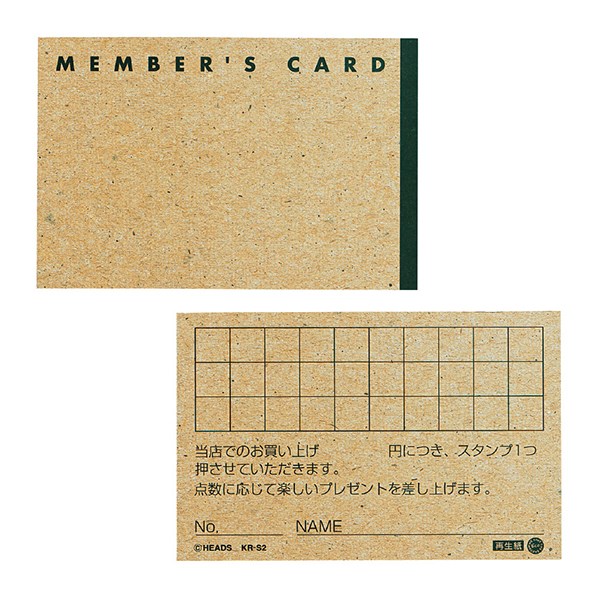 MEMBER'S CARD
当店でのお買い上げ 円につき、スタンプ1つ
押させていただきます。
点数に応じて楽しいプレゼントを差し上げます。
No. NAME
©HEADS KR-S2 再生紙